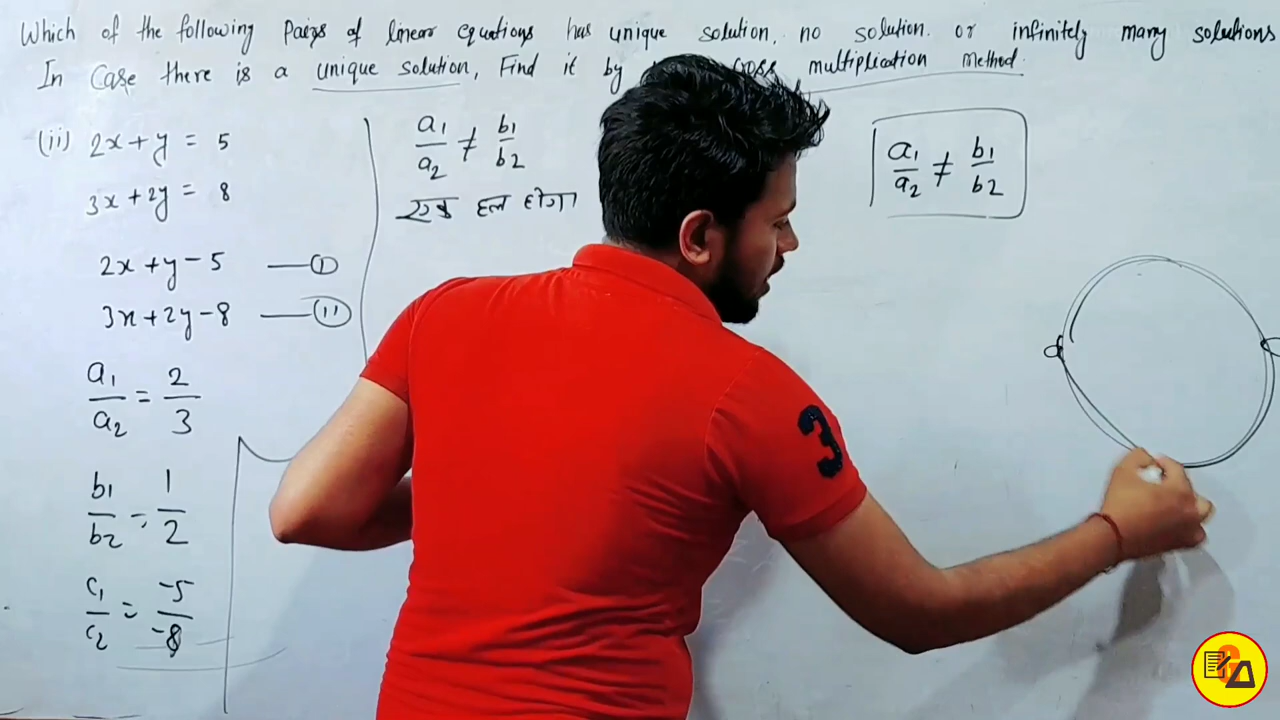 Which of the following pairs of linear equations has unique solution, no solution. or infinitely many solutions
In Case there is a unique solution, Find it by multiplication Method.
(ii) 2x + y = 5
3x + 2y = 8
2x + y - 5 — (i)
3x + 2y - 8 — (ii)
a1/a2 = 2/3
b1/b2 = 1/2
c1/c2 = -5/-8
a1/a2 ≠ b1/b2
एक हल होगा
a1/a2 ≠ b1/b2
3